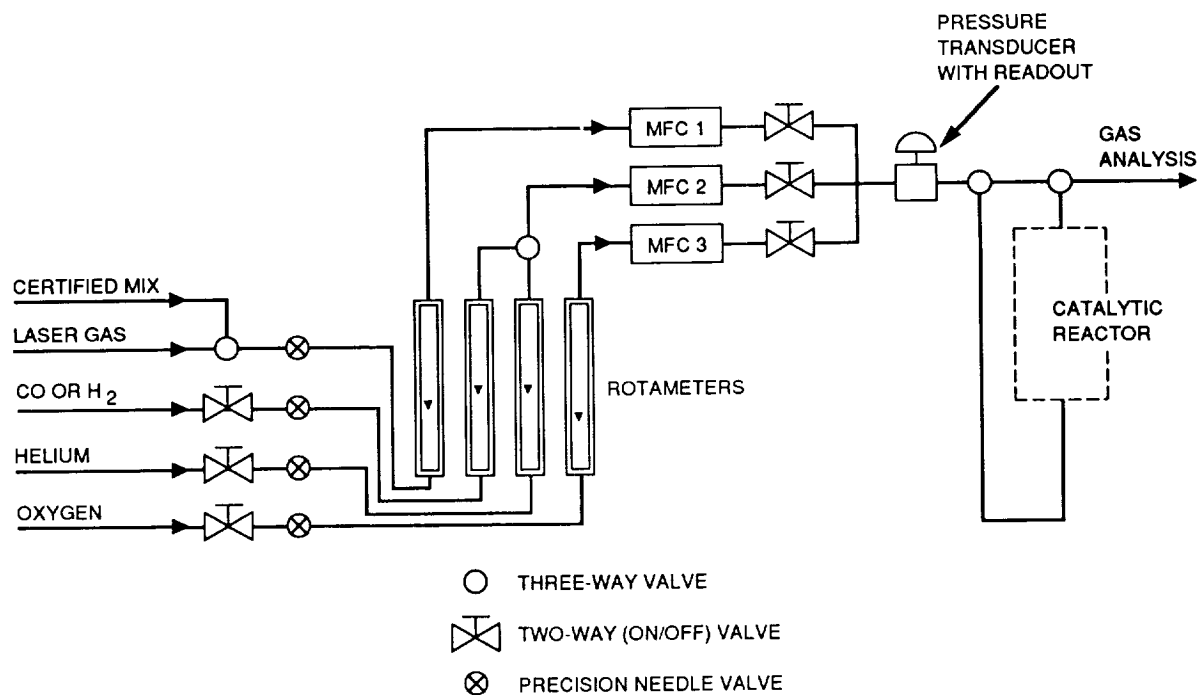 PRESSURE
TRANSDUCER
WITH READOUT
GAS
ANALYSIS
MFC 1
MFC 2
MFC 3
CERTIFIED MIX
LASER GAS
CO OR H2
HELIUM
OXYGEN
ROTAMETERS
CATALYTIC
REACTOR
THREE-WAY VALVE
TWO-WAY (ON/OFF) VALVE
PRECISION NEEDLE VALVE